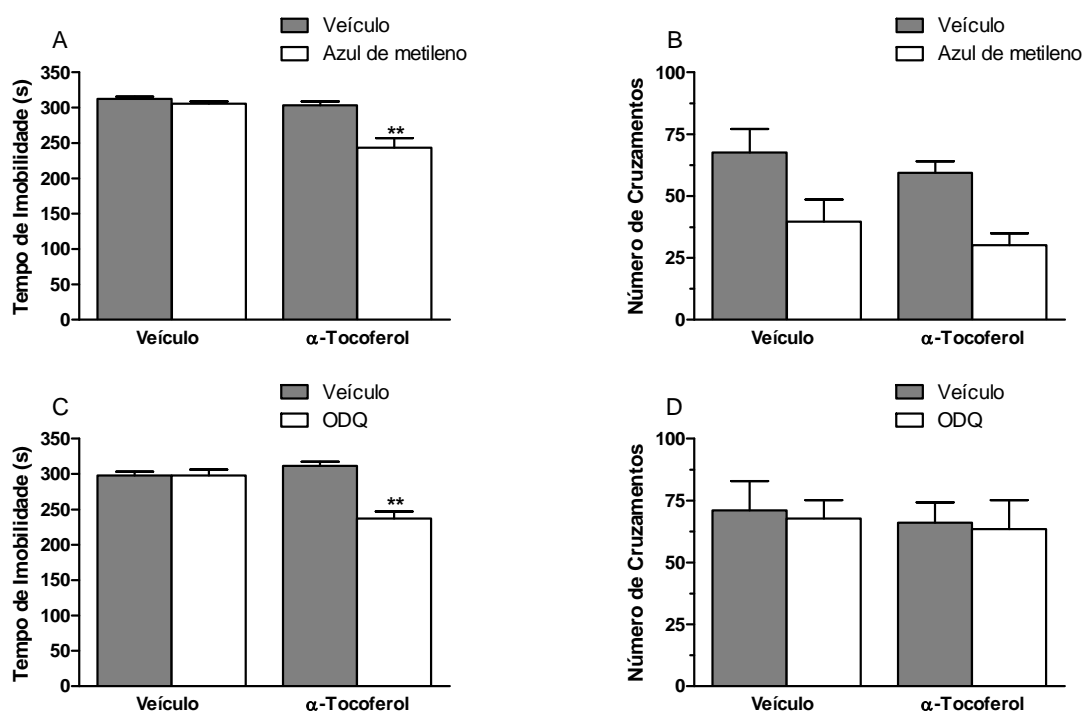 A
Veículo
Azul de metileno
Tempo de Imobilidade (s)
350
300
250
200
150
100
50
0
**
Veículo
α-Tocoferol
B
Veículo
Azul de metileno
Número de Cruzamentos
100
75
50
25
0
Veículo
α-Tocoferol
C
Veículo
ODQ
Tempo de Imobilidade (s)
350
300
250
200
150
100
50
0
**
Veículo
α-Tocoferol
D
Veículo
ODQ
Número de Cruzamentos
100
75
50
25
0
Veículo
α-Tocoferol